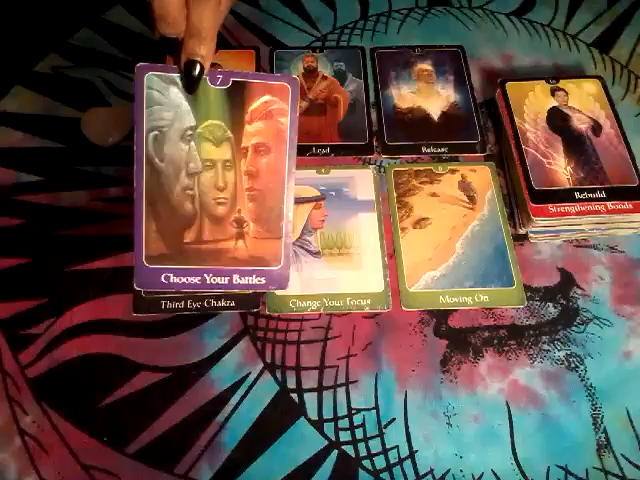 7
Choose Your Battles
Lead
Release
Rebuild
Strengthening Bonds
Third Eye Chakra
Change Your Focus
Moving On